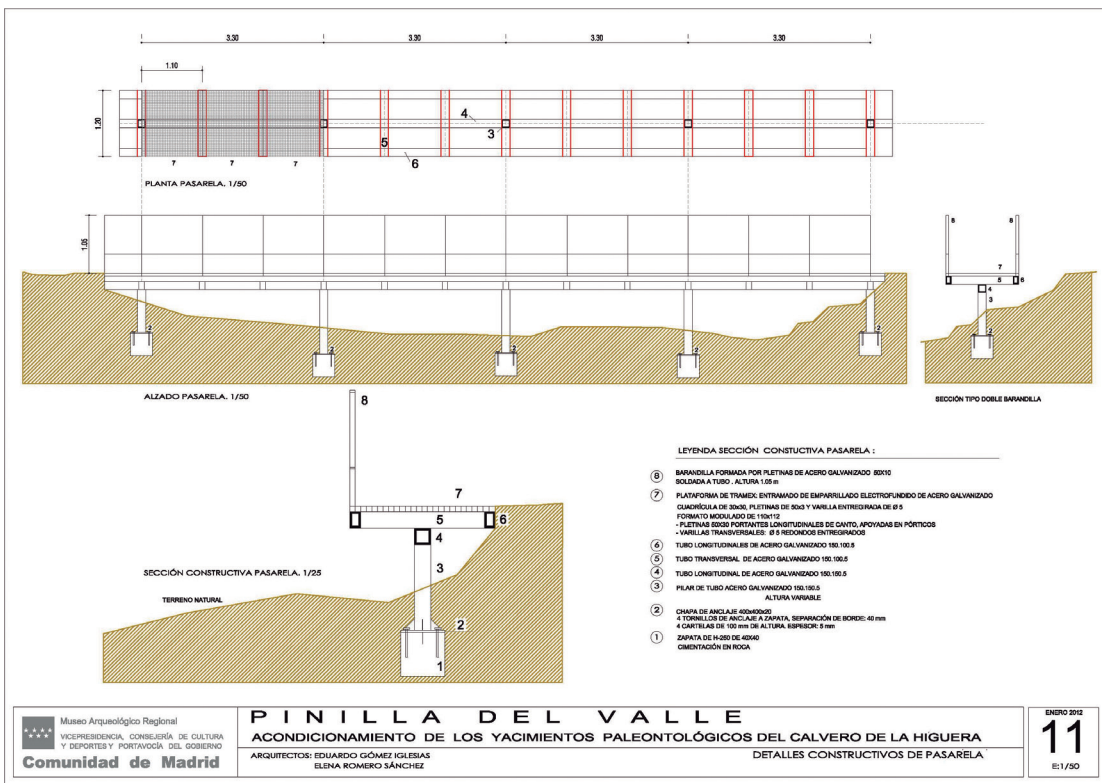 3.30 3.30 3.30 3.30
1.10
1.20
4
3
5
6
7 7 7
PLANTA PASARELA. 1/50
1.05
2 2 2 2 2
ALZADO PASARELA. 1/50
8 8
7
5 6
4
3
2
SECCIÓN TIPO DOBLE BARANDILLA
8
7
5 6
4
3
2
1
SECCIÓN CONSTRUCTIVA PASARELA. 1/25
TERRENO NATURAL
LEYENDA SECCIÓN CONSTUCTIVA PASARELA :
8 BARANDILLA FORMADA POR PLETINAS DE ACERO GALVANIZADO 50X10
SOLDADA A TUBO . ALTURA 1.05 m
7 PLATAFORMA DE TRAMEX: ENTRAMADO DE EMPARRILLADO ELECTROFUNDIDO DE ACERO GALVANIZADO
CUADRÍCULA DE 30x30, PLETINAS DE 50x3 Y VARILLA ENTREGIRADA DE Ø 5
FORMATO MODULADO DE 110x112
- PLETINAS 50X30 PORTANTES LONGITUDINALES DE CANTO, APOYADAS EN PÓRTICOS
- VARILLAS TRANSVERSALES: Ø 5 REDONDOS ENTREGIRADOS
6 TUBO LONGITUDINALES DE ACERO GALVANIZADO 150.100.5
5 TUBO TRANSVERSAL DE ACERO GALVANIZADO 150.100.5
4 TUBO LONGITUDINAL DE ACERO GALVANIZADO 150.150.5
3 PILAR DE TUBO ACERO GALVANIZADO 150.150.5
ALTURA VARIABLE
2 CHAPA DE ANCLAJE 400x400x20
4 TORNILLOS DE ANCLAJE A ZAPATA, SEPARACIÓN DE BORDE: 40 mm
4 CARTELAS DE 100 mm DE ALTURA. ESPESOR: 5 mm
1 ZAPATA DE H-250 DE 40X40
CIMENTACIÓN EN ROCA
Museo Arqueológico Regional
VICEPRESIDENCIA, CONSEJERÍA DE CULTURA
Y DEPORTES Y PORTAVOCÍA DEL GOBIERNO
Comunidad de Madrid
PINILLA DEL VALLE
ACONDICIONAMIENTO DE LOS YACIMIENTOS PALEONTOLÓGICOS DEL CALVERO DE LA HIGUERA
ARQUITECTOS: EDUARDO GÓMEZ IGLESIAS
ELENA ROMERO SÁNCHEZ
DETALLES CONSTRUCTIVOS DE PASARELA
ENERO 2012
11
E:1/50